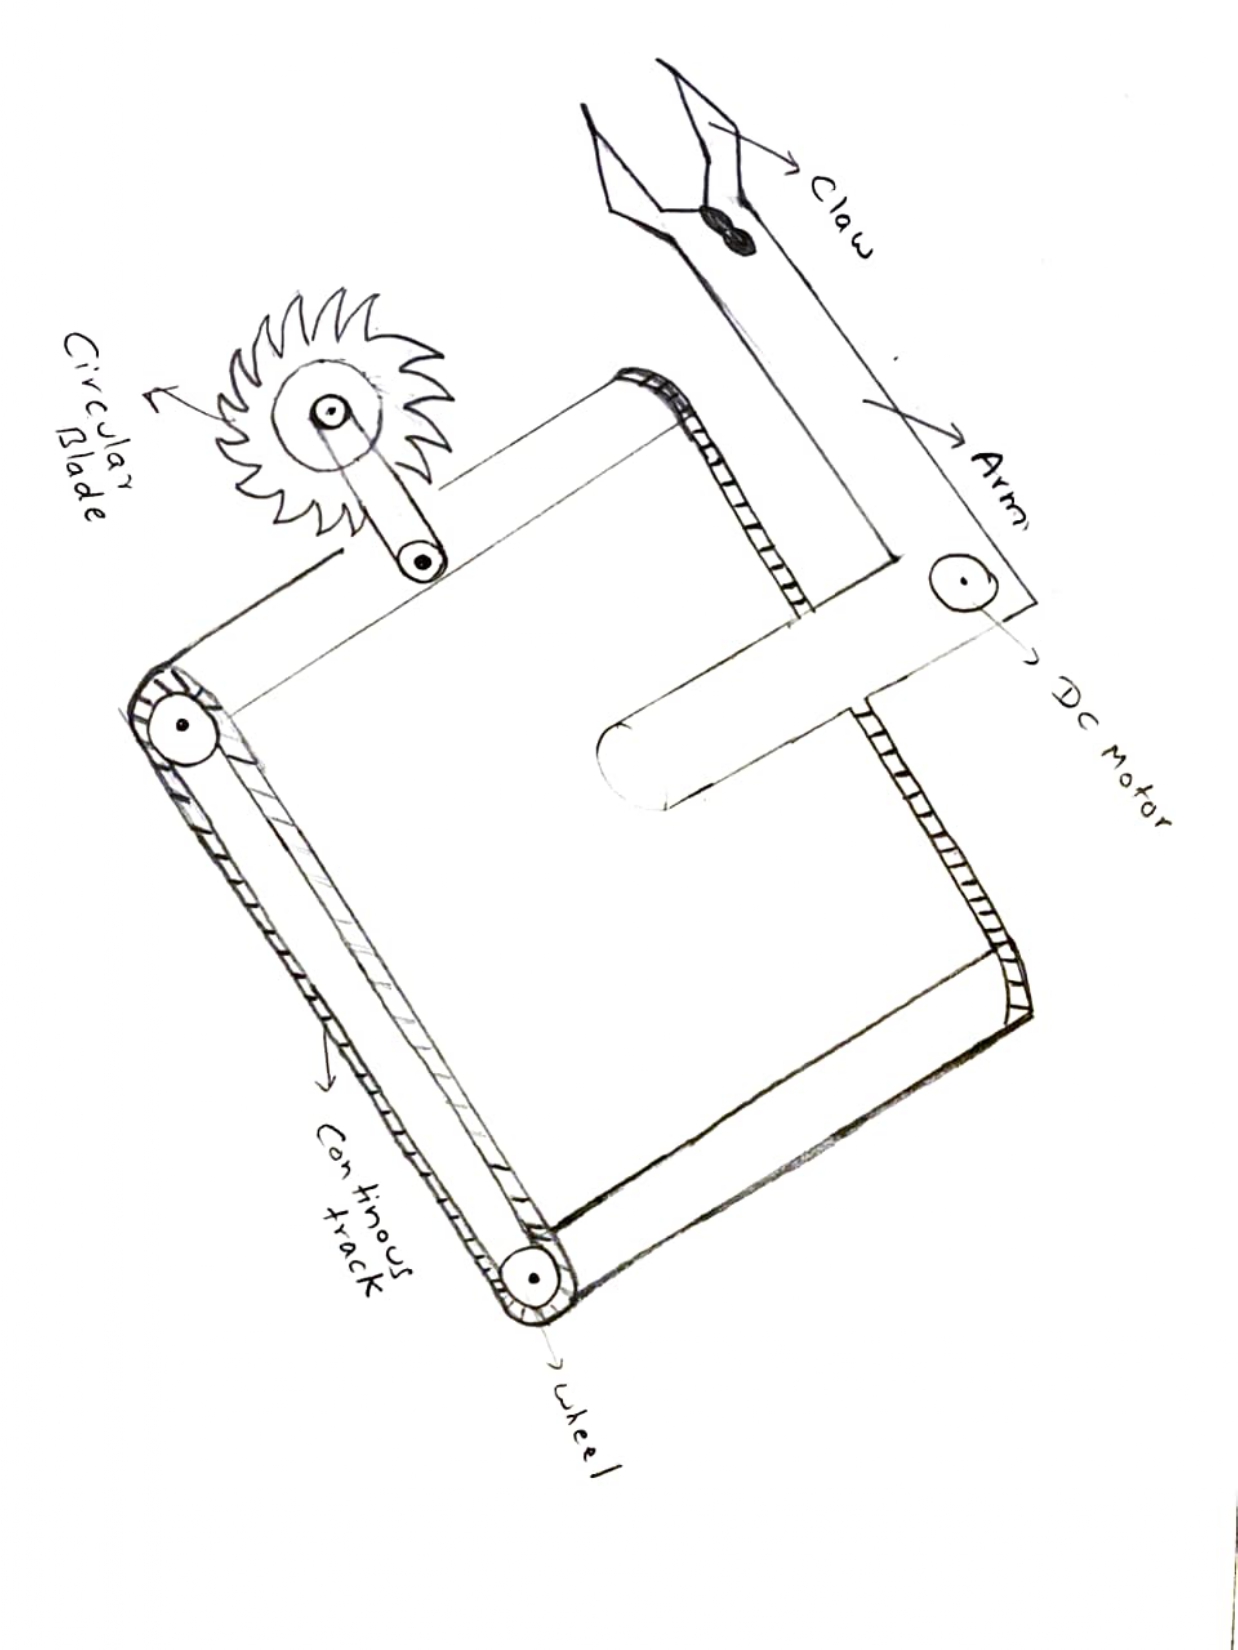 DC Motor
Arm
Claw
wheel
Continous
track
Circular
Blade